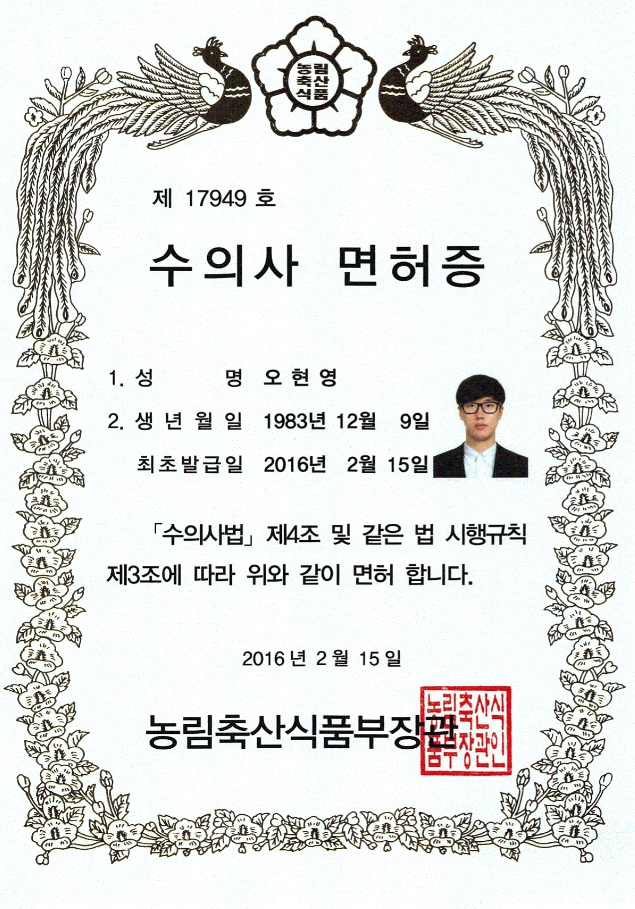 농림
축산
식품
제 17949 호
수의사 면허증
1. 성 명 오 현 영
2. 생 년 월 일 1983년 12월 9일
최초발급일 2016년 2월 15일
「수의사법」 제4조 및 같은 법 시행규칙
제3조에 따라 위와 같이 면허 합니다.
2016 년 2 월 15 일
농림축산식품부장관
농림축산식
품부장관인